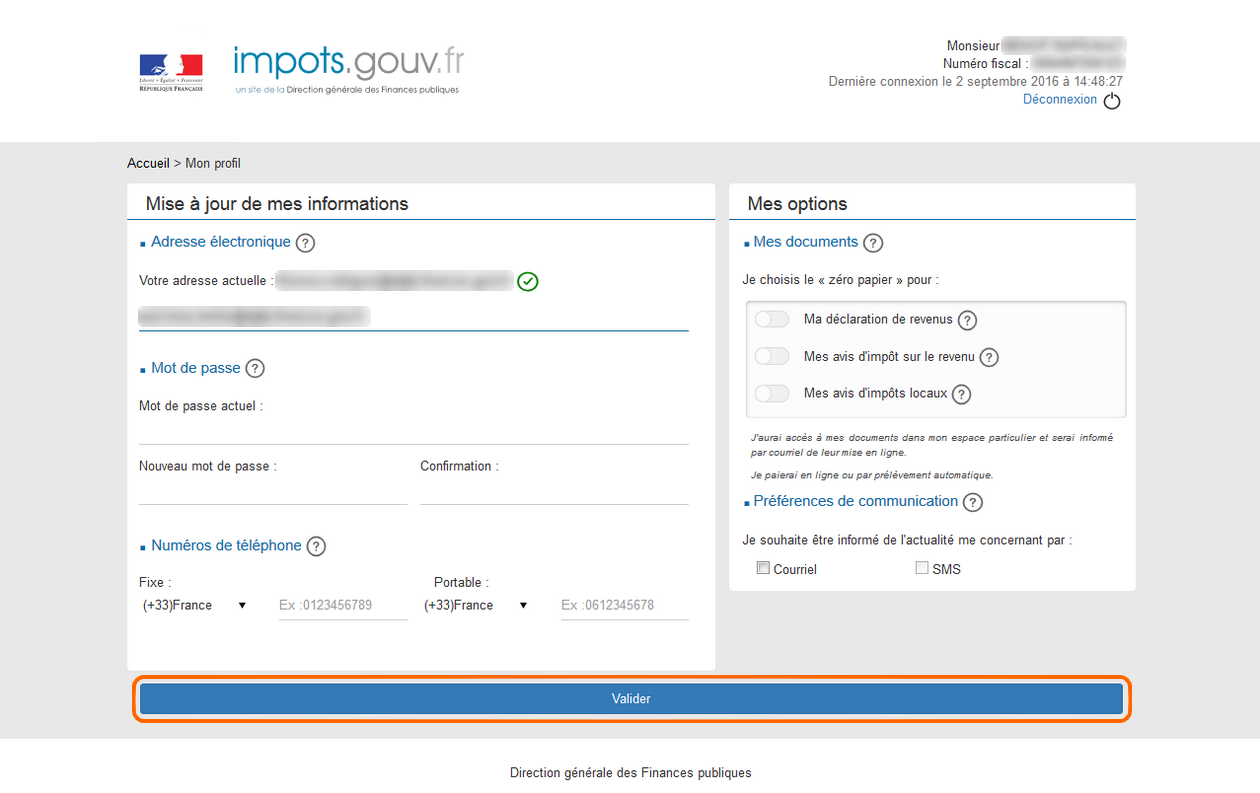 Liberté • Égalité • Fraternité
RÉPUBLIQUE FRANÇAISE
impots.gouv.fr
un site de la Direction générale des Finances publiques
Monsieur
Numéro fiscal :
Dernière connexion le 2 septembre 2016 à 14:48:27
Déconnexion
Accueil > Mon profil
Mise à jour de mes informations
Adresse électronique ?
Votre adresse actuelle :
Mot de passe ?
Mot de passe actuel :
Nouveau mot de passe :
Confirmation :
Numéros de téléphone ?
Fixe :
Portable :
(+33)France
Ex :0123456789
(+33)France
Ex :0612345678
Mes options
Mes documents ?
Je choisis le « zéro papier » pour :
Ma déclaration de revenus ?
Mes avis d'impôt sur le revenu ?
Mes avis d'impôts locaux ?
J'aurai accès à mes documents dans mon espace particulier et serai informé
par courriel de leur mise en ligne.
Je paierai en ligne ou par prélèvement automatique.
Préférences de communication ?
Je souhaite être informé de l'actualité me concernant par :
Courriel
SMS
Valider
Direction générale des Finances publiques